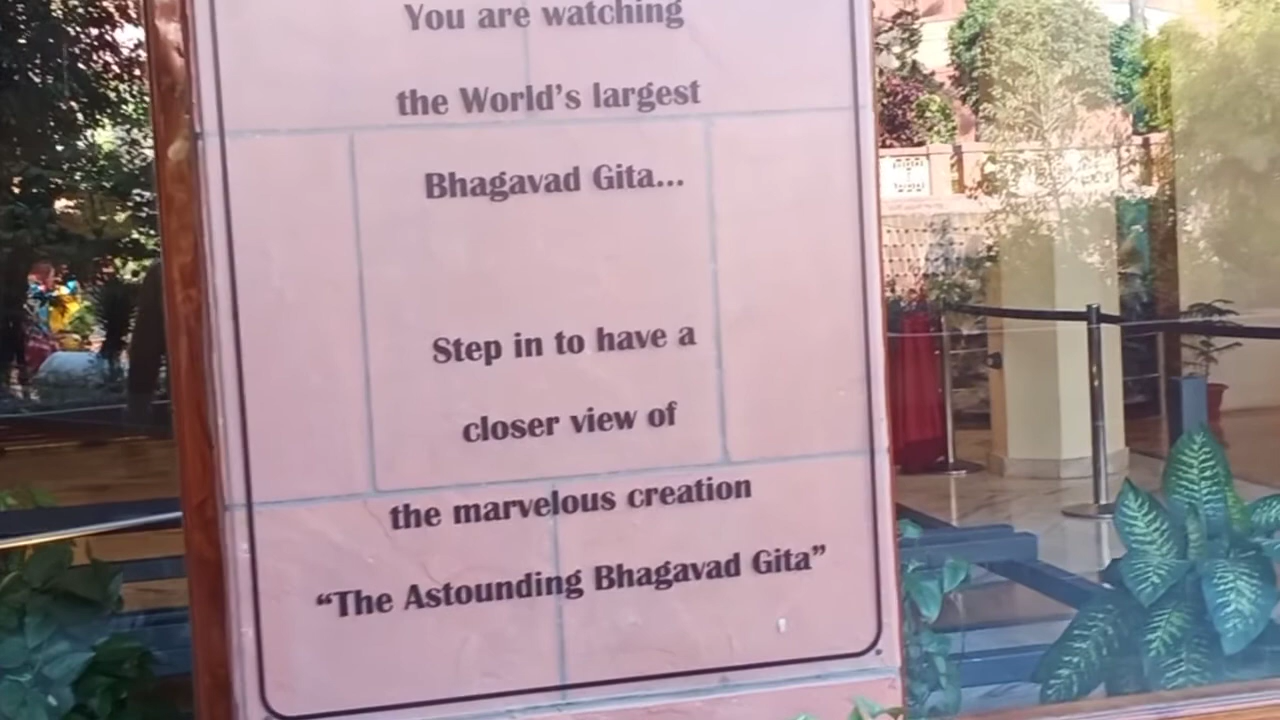 You are watching
the World's largest
Bhagavad Gita...
Step in to have a
closer view of
the marvelous creation
“The Astounding Bhagavad Gita”